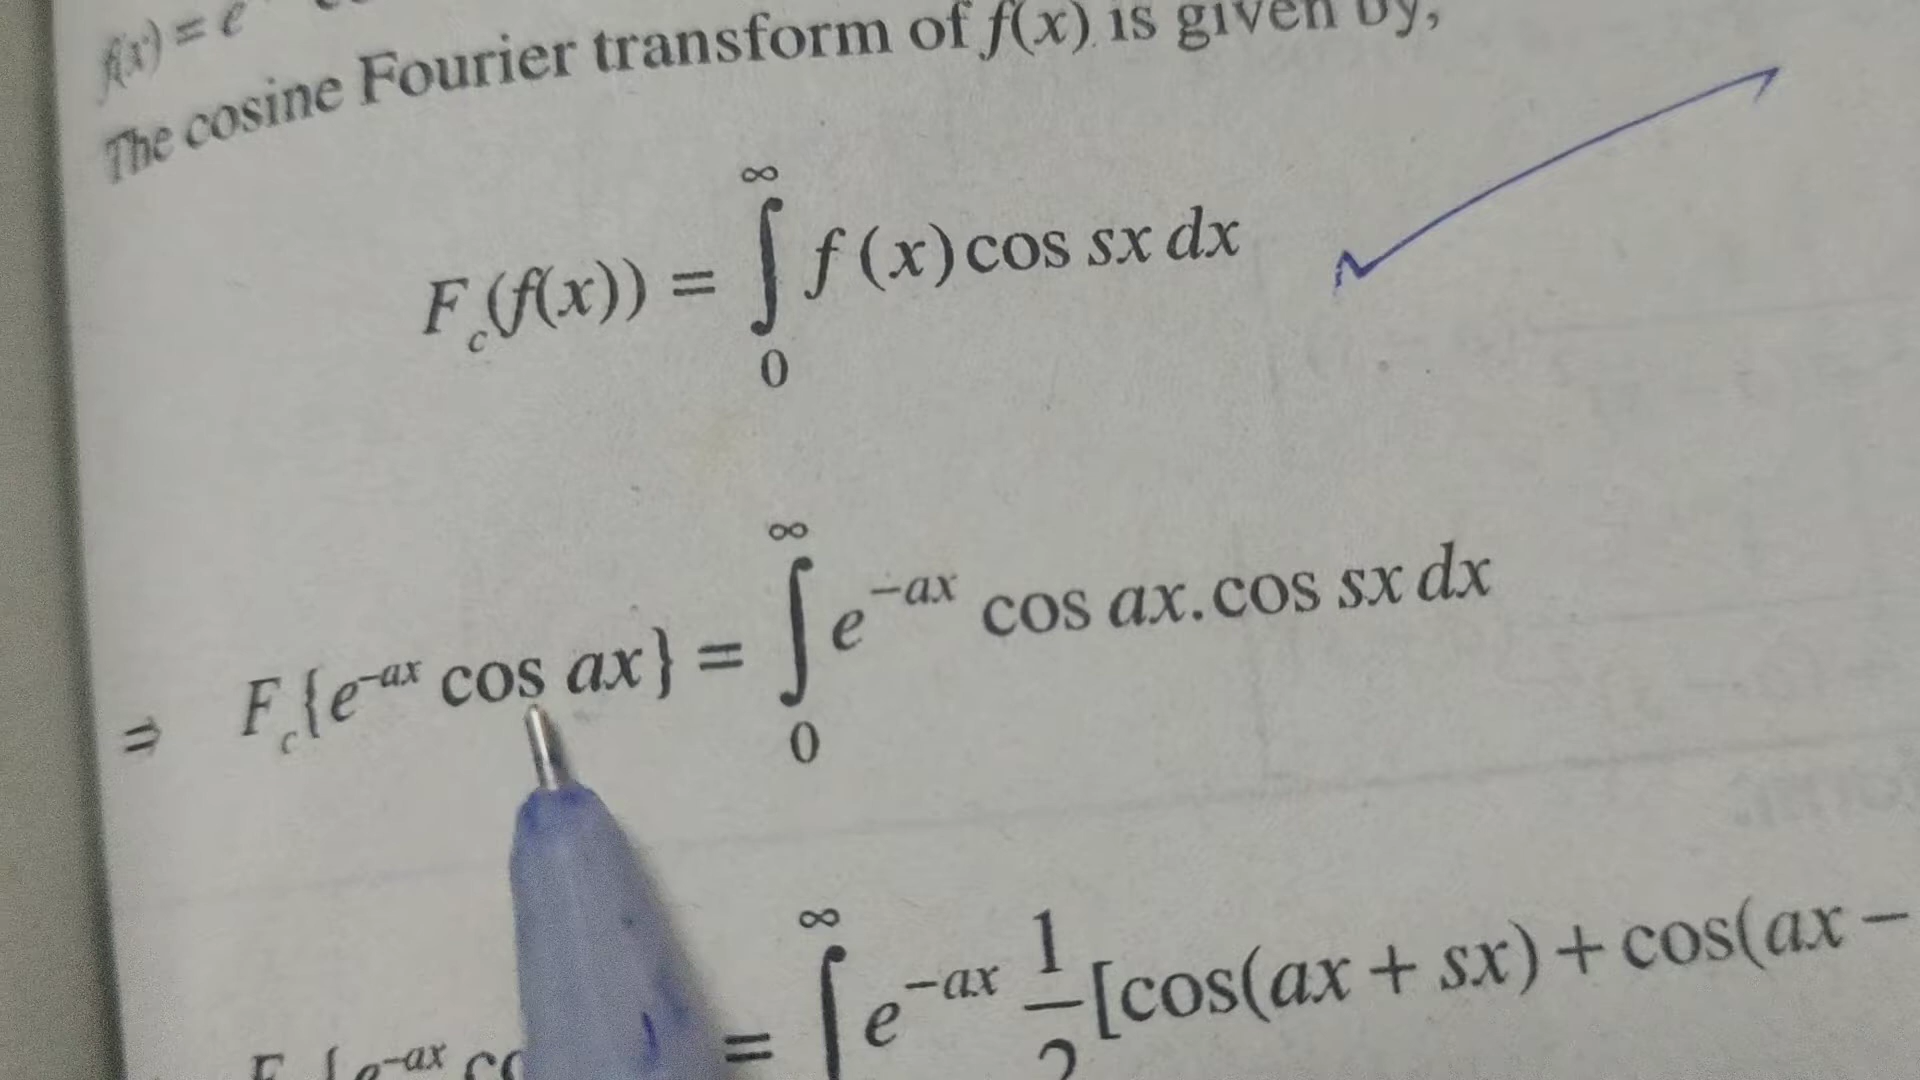 f(x) = e
The cosine Fourier transform of f(x) is given by,
F_c(f(x)) = ∫_0^∞ f (x) cos sx dx
⇒ F_c{e^{-ax} cos ax} = ∫_0^∞ e^{-ax} cos ax. cos sx dx
= ∫^∞ e^{-ax} 1/2 [cos(ax + sx) + cos(ax −